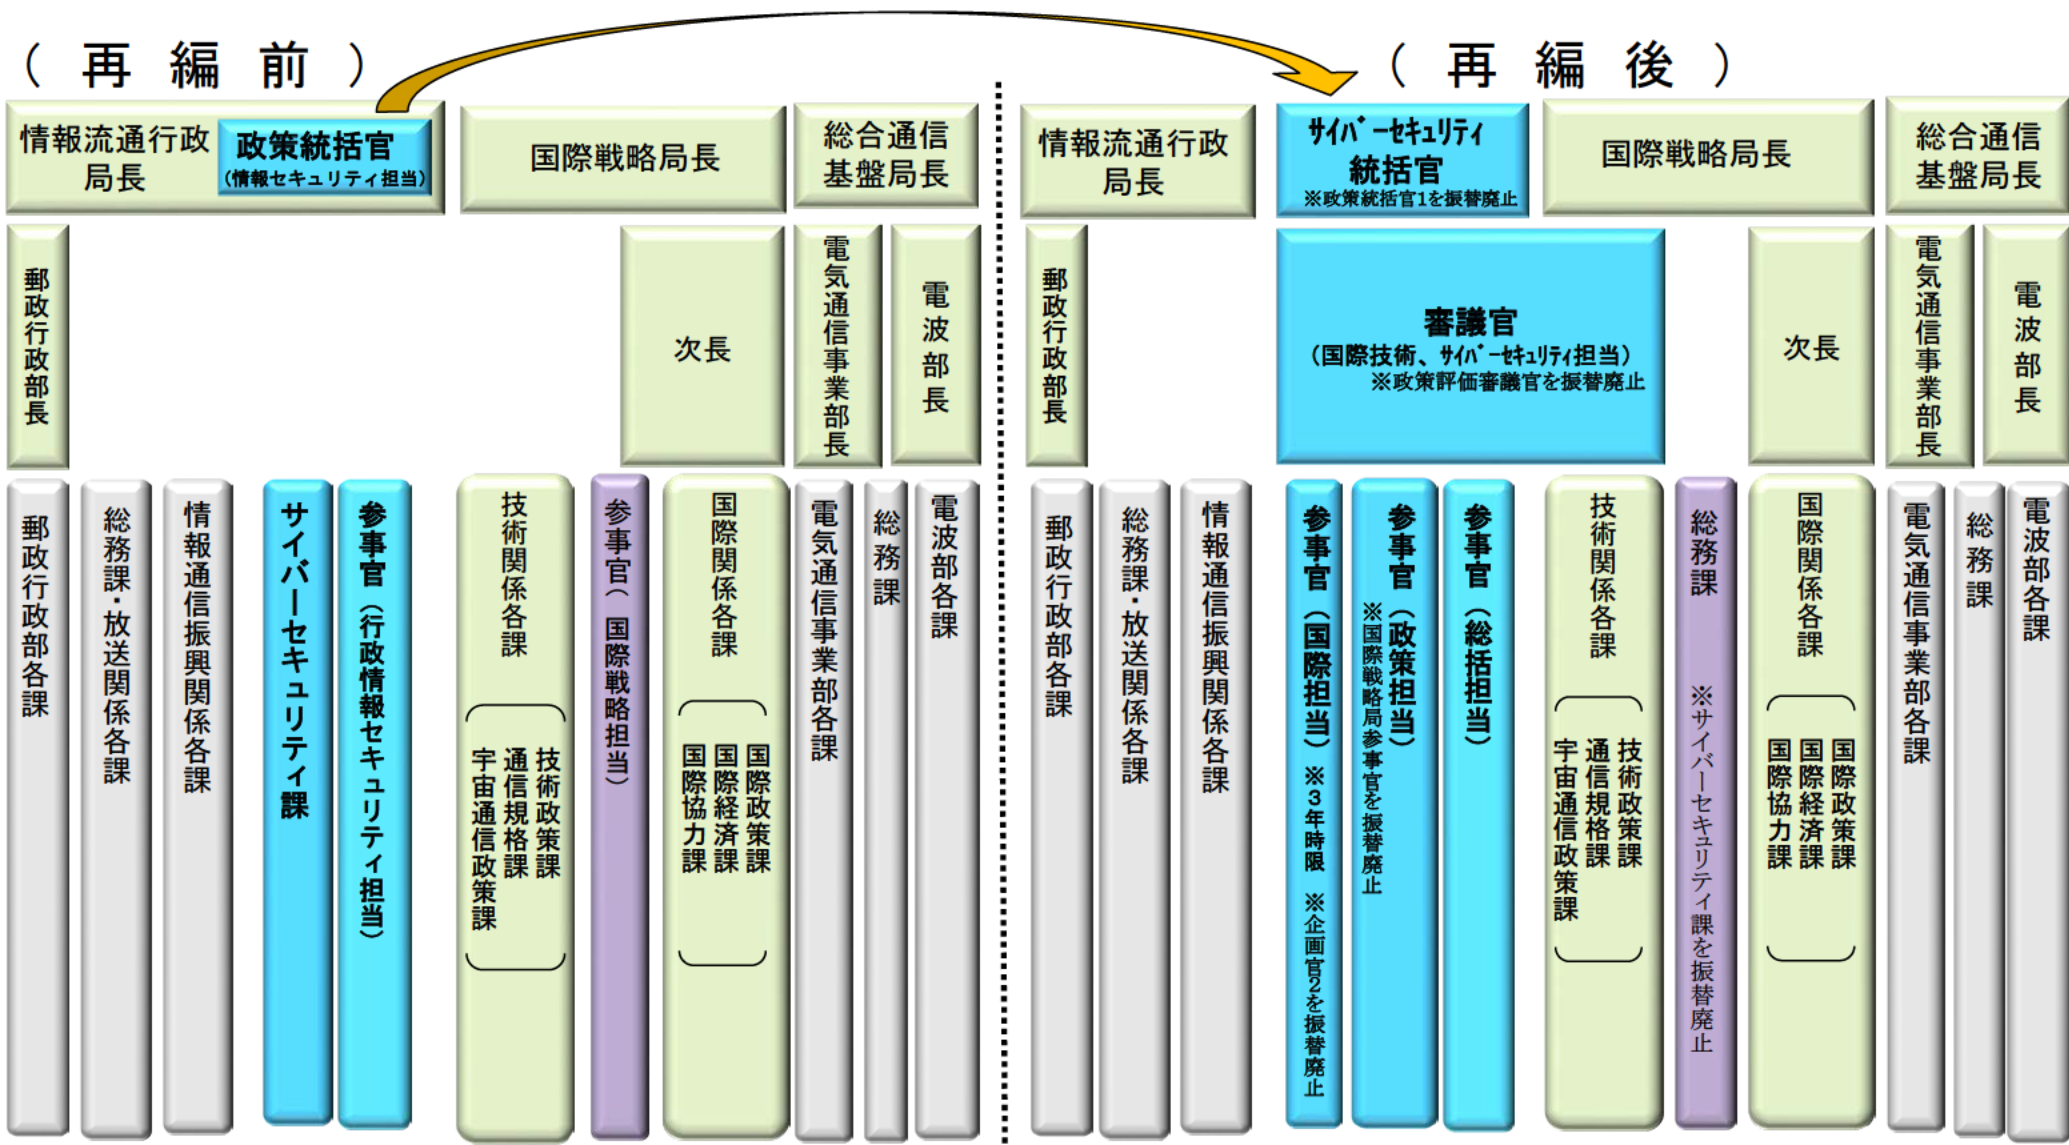 （再編前）
情報流通行政
局長
政策統括官
（情報セキュリティ担当）
国際戦略局長
総合通信
基盤局長
郵政行政部長
次長
電気通信事業部長
電波部長
郵政行政部各課
総務課・放送関係各課
情報通信振興関係各課
サイバーセキュリティ課
参事官（行政情報セキュリティ担当）
技術関係各課
技術政策課
通信規格課
宇宙通信政策課
参事官（国際戦略担当）
国際関係各課
国際政策課
国際経済課
国際協力課
電気通信事業部各課
総務課
電波部各課
（再編後）
情報流通行政
局長
ｻｲﾊﾞｰｾｷｭﾘﾃｨ
統括官
※政策統括官1を振替廃止
国際戦略局長
総合通信
基盤局長
郵政行政部長
審議官
（国際技術、ｻｲﾊﾞｰｾｷｭﾘﾃｨ担当）
※政策評価審議官を振替廃止
次長
電気通信事業部長
電波部長
郵政行政部各課
総務課・放送関係各課
情報通信振興関係各課
参事官（国際担当）※３年時限 ※企画官2を振替廃止
参事官（政策担当）
※国際戦略局参事官を振替廃止
参事官（総括担当）
技術関係各課
技術政策課
通信規格課
宇宙通信政策課
総務課 ※サイバーセキュリティ課を振替廃止
国際関係各課
国際政策課
国際経済課
国際協力課
電気通信事業部各課
総務課
電波部各課